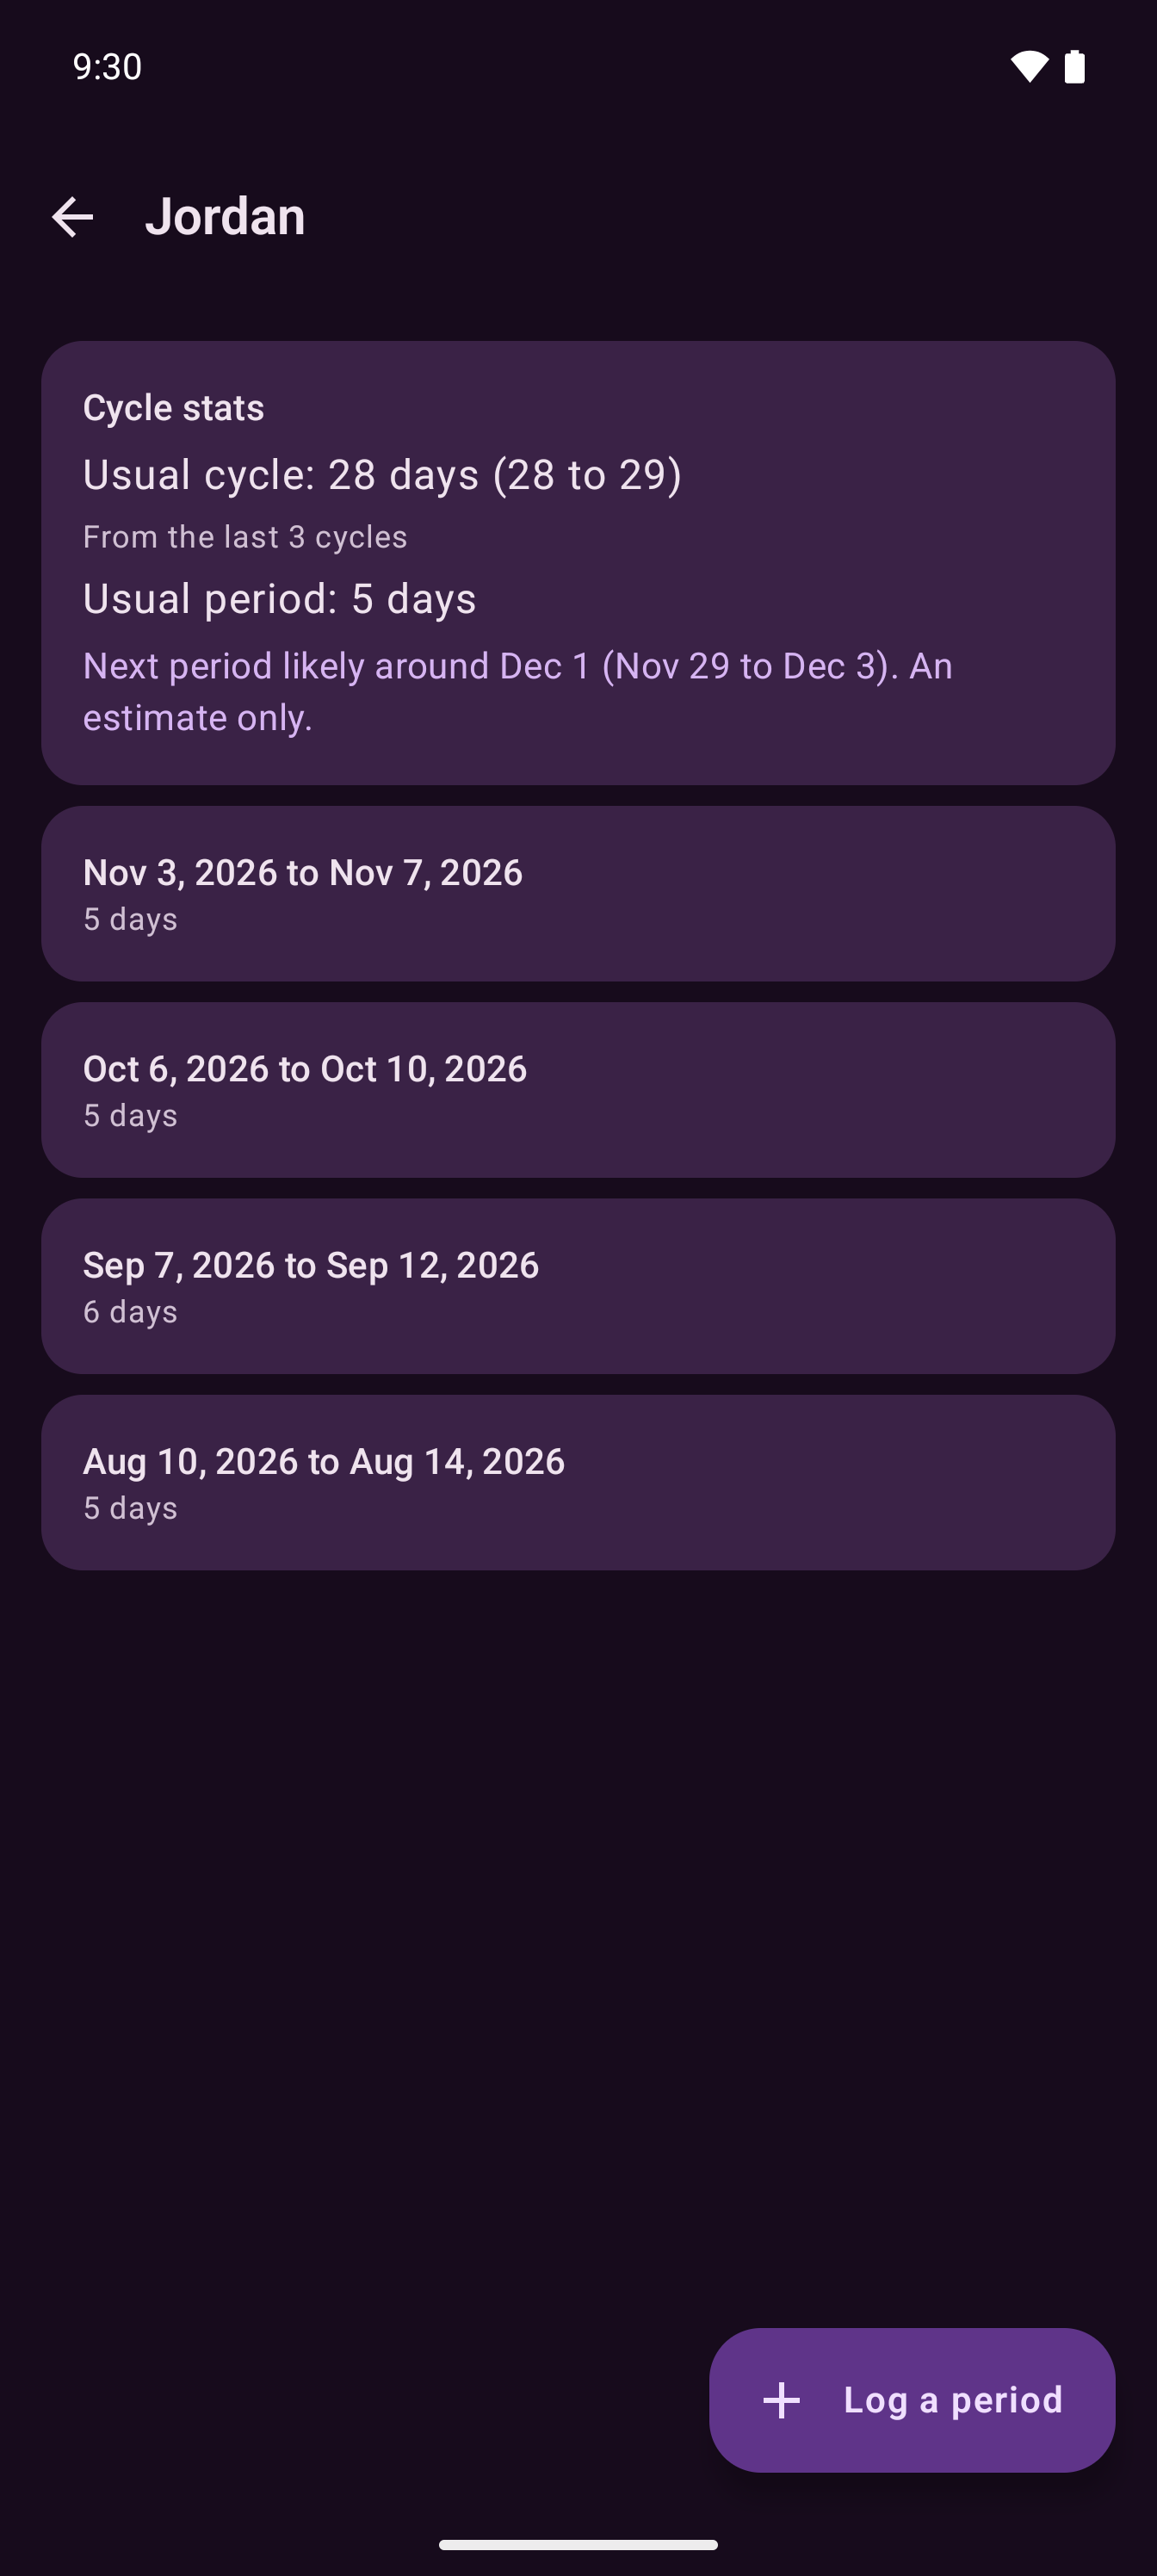 9:30
Jordan
Cycle stats
Usual cycle: 28 days (28 to 29)
From the last 3 cycles
Usual period: 5 days
Next period likely around Dec 1 (Nov 29 to Dec 3). An
estimate only.
Nov 3, 2026 to Nov 7, 2026
5 days
Oct 6, 2026 to Oct 10, 2026
5 days
Sep 7, 2026 to Sep 12, 2026
6 days
Aug 10, 2026 to Aug 14, 2026
5 days
Log a period